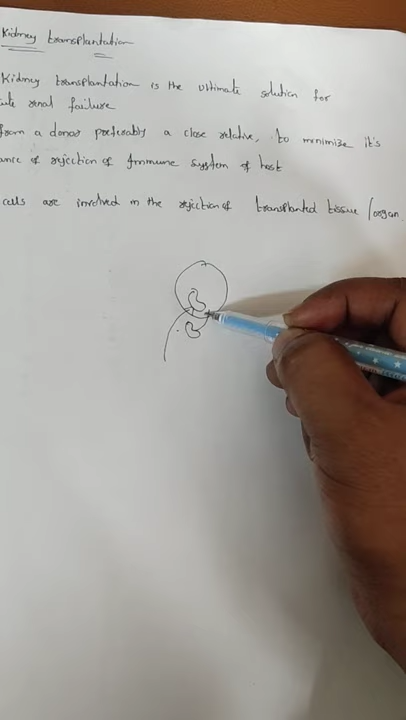 Kidney transplantation
Kidney transplantation is the ultimate solution for
renal failure
from a donor preferably a close relative, to minimize it's
of rejection of Immune system of host
cells are involved in the rejection of transplanted tissue /organ